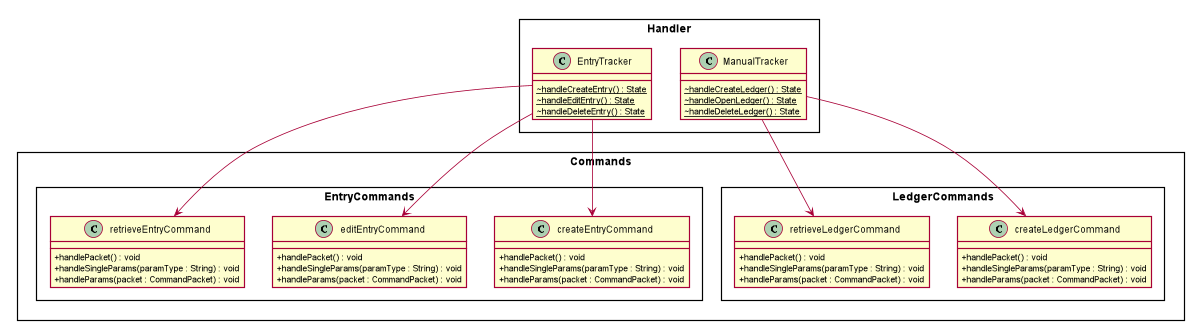 Handler
C EntryTracker
~handleCreateEntry() : State
~handleEditEntry() : State
~handleDeleteEntry() : State
C ManualTracker
~handleCreateLedger() : State
~handleOpenLedger() : State
~handleDeleteLedger() : State
Commands
EntryCommands
C retrieveEntryCommand
+handlePacket() : void
+handleSingleParams(paramType : String) : void
+handleParams(packet : CommandPacket) : void
C editEntryCommand
+handlePacket() : void
+handleSingleParams(paramType : String) : void
+handleParams(packet : CommandPacket) : void
C createEntryCommand
+handlePacket() : void
+handleSingleParams(paramType : String) : void
+handleParams(packet : CommandPacket) : void
LedgerCommands
C retrieveLedgerCommand
+handlePacket() : void
+handleSingleParams(paramType : String) : void
+handleParams(packet : CommandPacket) : void
C createLedgerCommand
+handlePacket() : void
+handleSingleParams(paramType : String) : void
+handleParams(packet : CommandPacket) : void